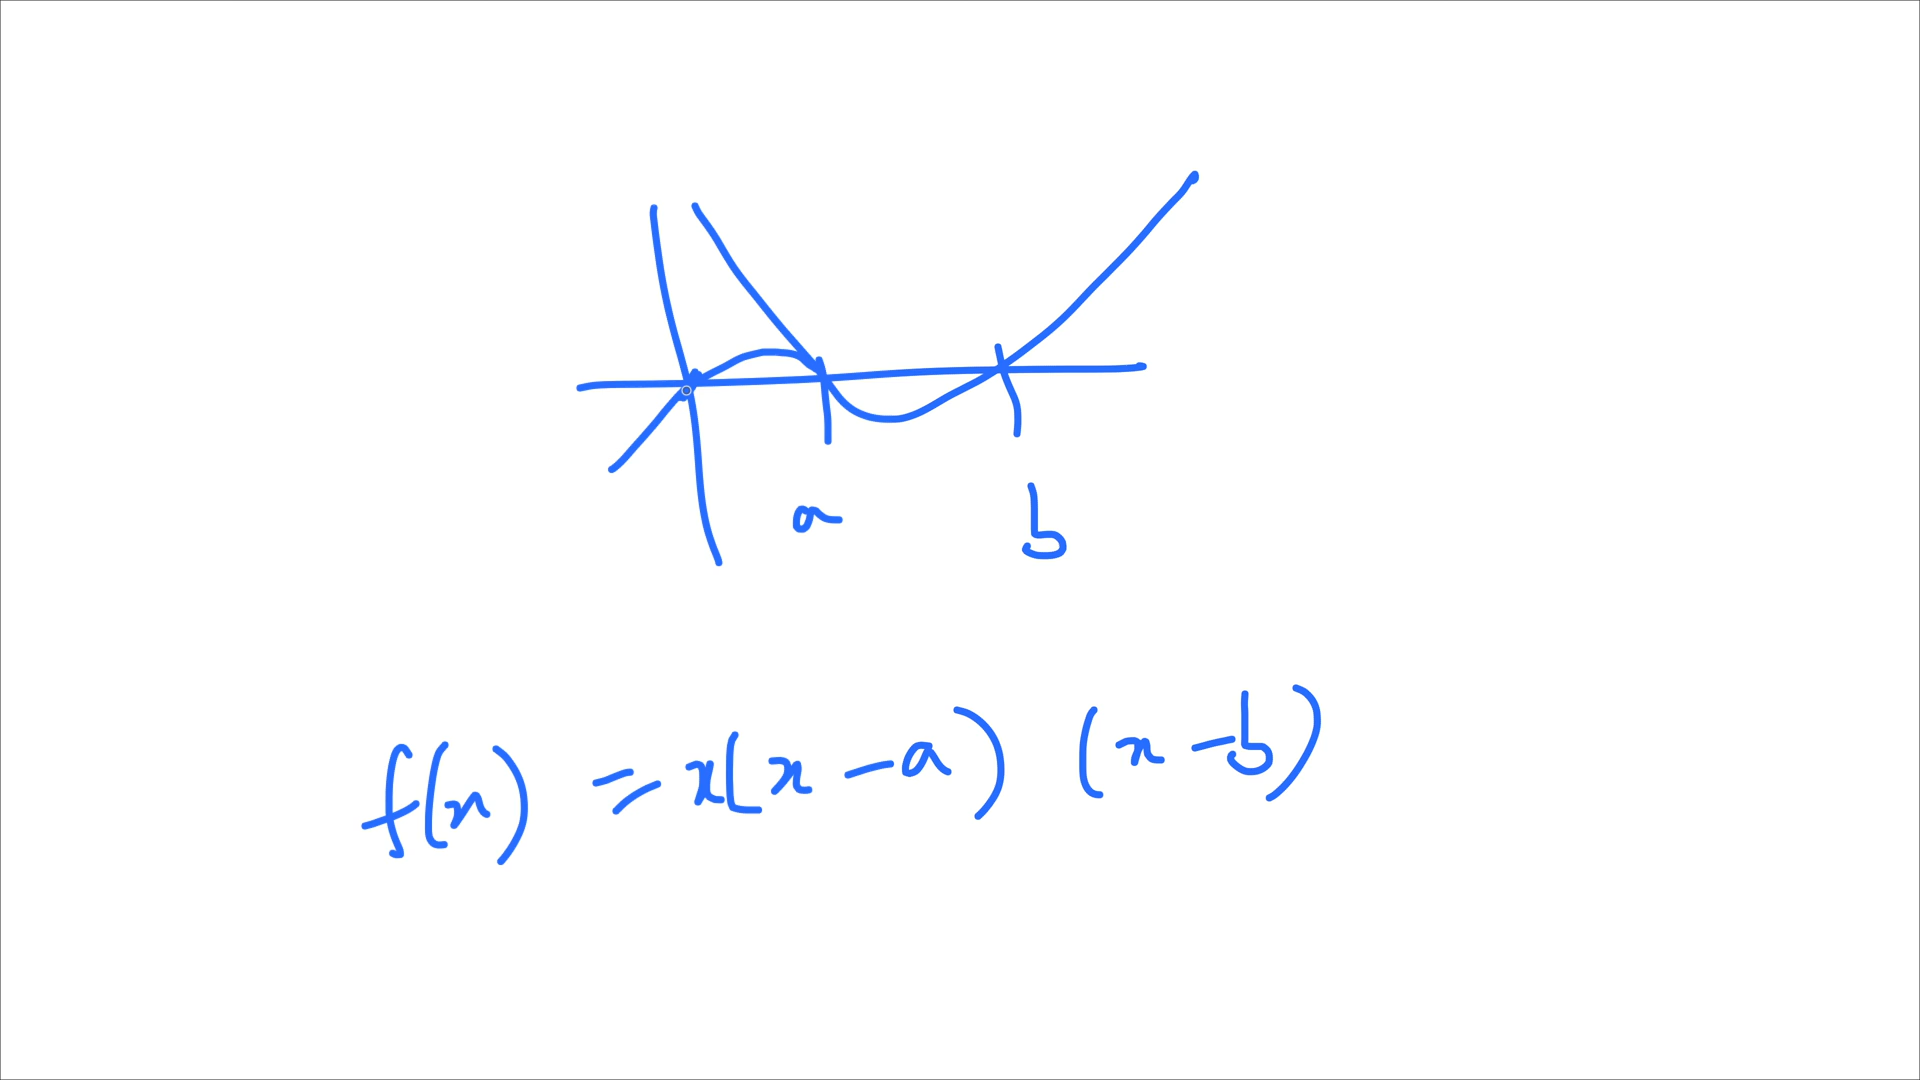 a b
f(x) = x(x-a) (x-b)